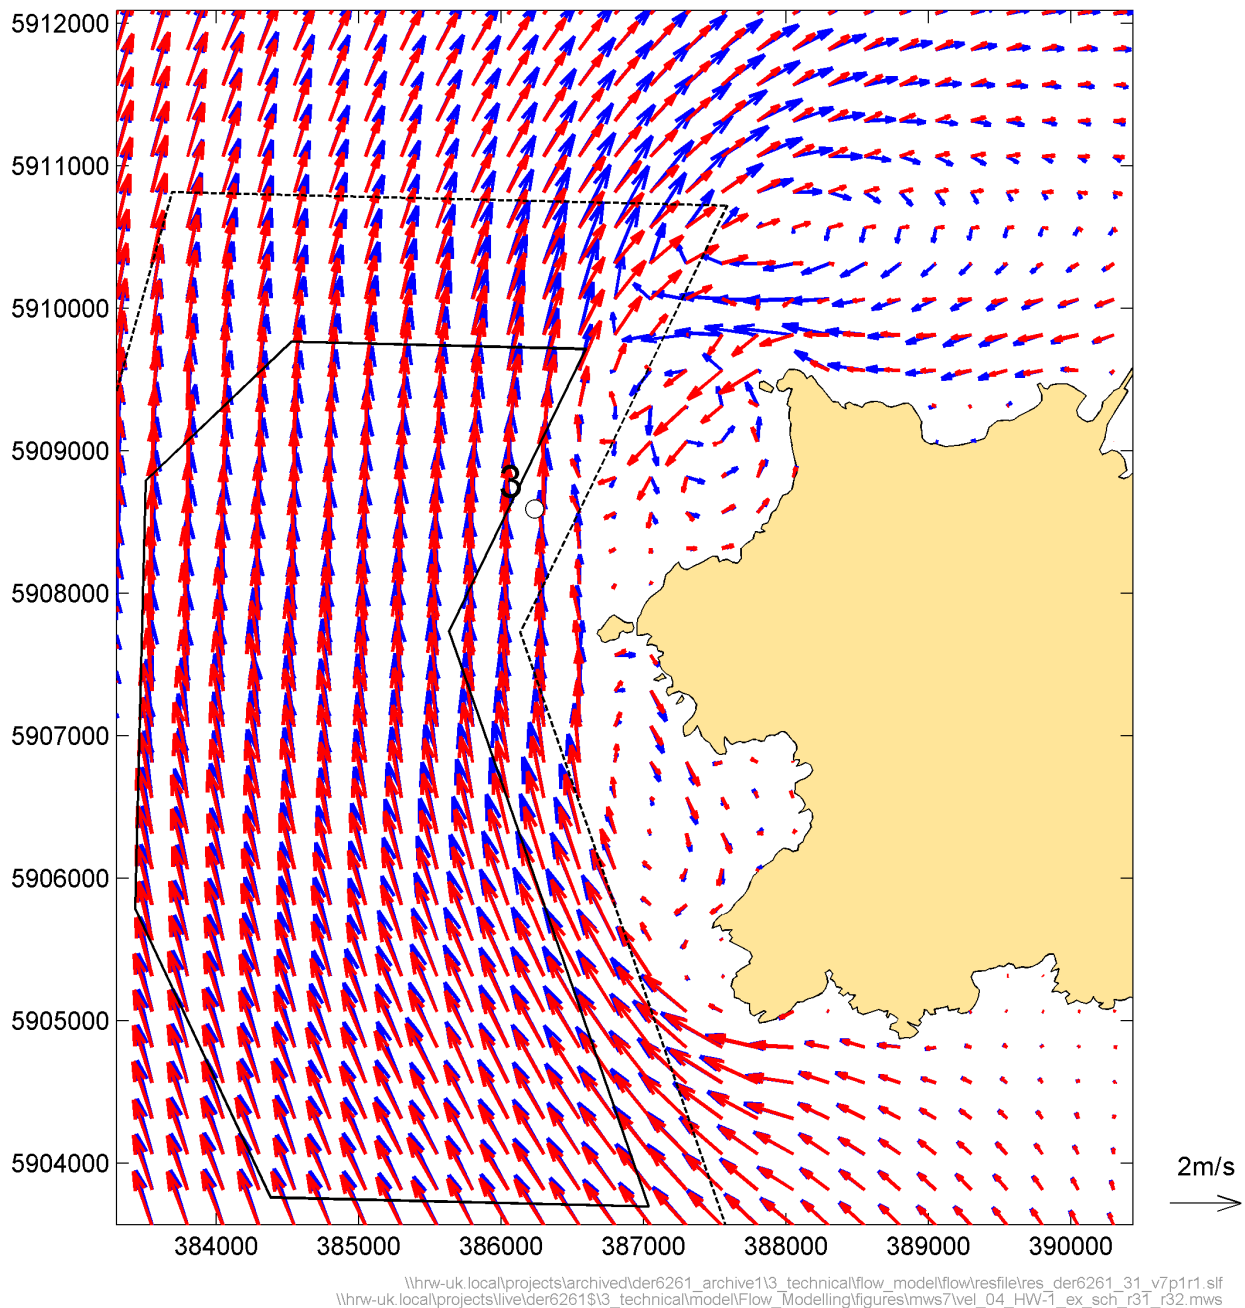 5912000
5911000
5910000
5909000
3
5908000
5907000
5906000
5905000
5904000
2m/s
384000 385000 386000 387000 388000 389000 390000
\\hrw-uk.local\projects\archived\der6261_archive1\3_technical\flow_model\flow\resfile\res_der6261_31_v7p1r1.slf
\\hrw-uk.local\projects\live\der6261$\3_technical\model\Flow_Modelling\figures\mws7\vel_04_HW-1_ex_sch_r31_r32.mws